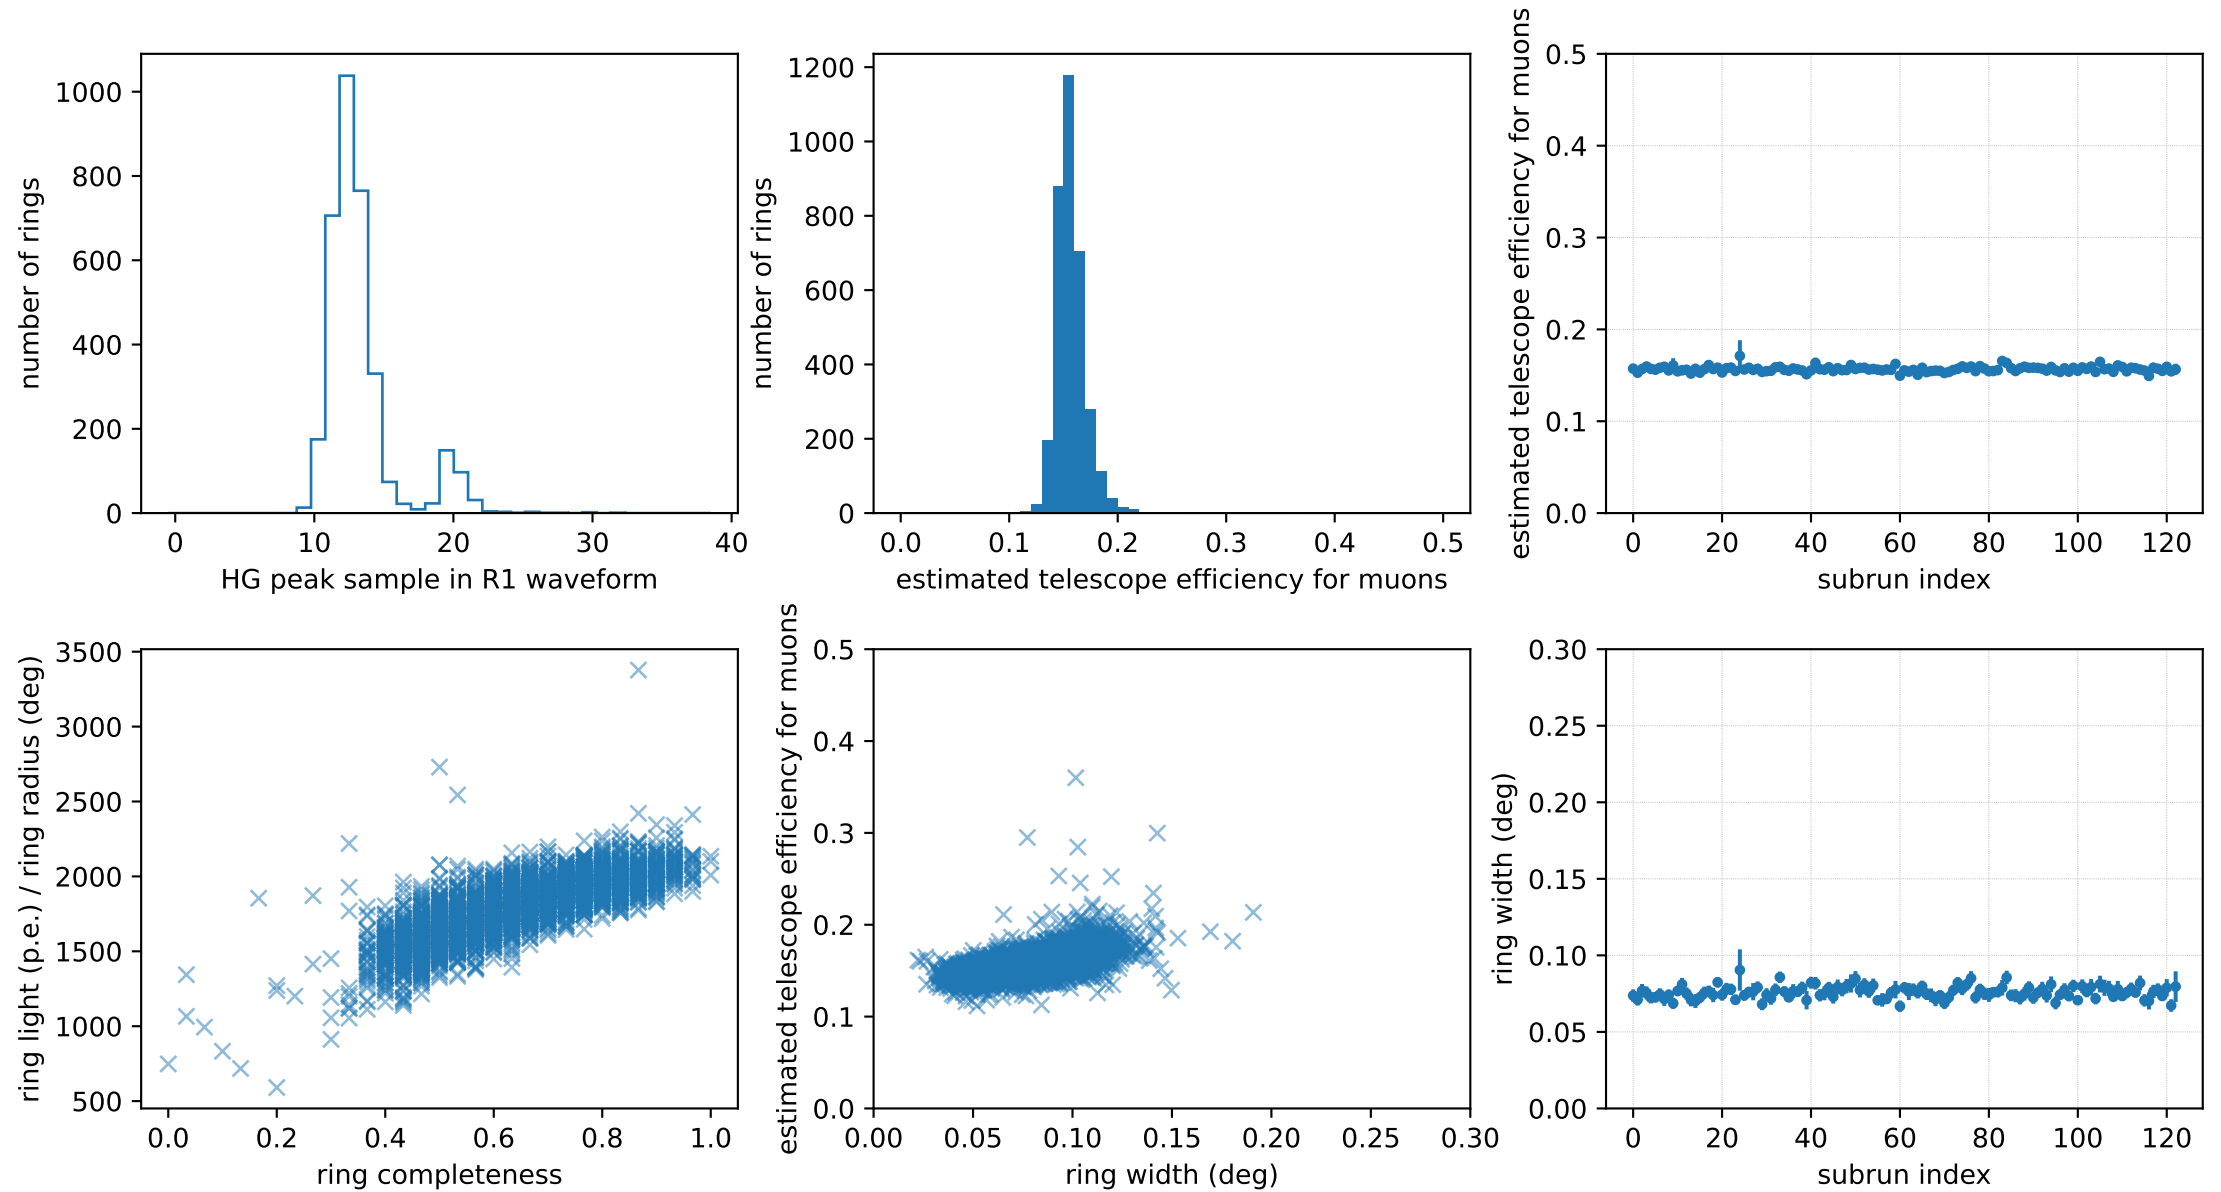 1000
800
600
400
200
0
number of rings
0 10 20 30 40
HG peak sample in R1 waveform
1200
1000
800
600
400
200
0
number of rings
0.0 0.1 0.2 0.3 0.4 0.5
estimated telescope efficiency for muons
0.5
0.4
0.3
0.2
0.1
0.0
estimated telescope efficiency for muons
0 20 40 60 80 100 120
subrun index
3500
3000
2500
2000
1500
1000
500
ring light (p.e.) / ring radius (deg)
0.0 0.2 0.4 0.6 0.8 1.0
ring completeness
0.5
0.4
0.3
0.2
0.1
0.0
estimated telescope efficiency for muons
0.00 0.05 0.10 0.15 0.20 0.25 0.30
ring width (deg)
0.30
0.25
0.20
0.15
0.10
0.05
0.00
ring width (deg)
0 20 40 60 80 100 120
subrun index